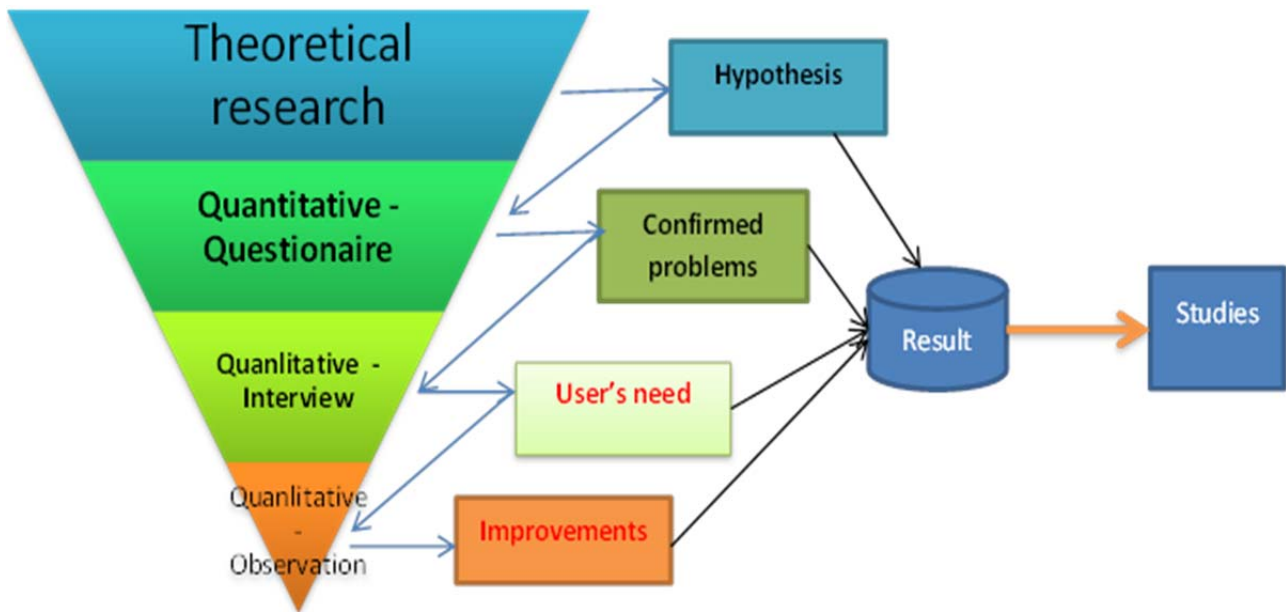 Theoretical
research
Hypothesis
Quantitative -
Questionaire
Confirmed
problems
Quanlitative -
Interview
User's need
Quanlitative
-
Observation
Improvements
Result
Studies